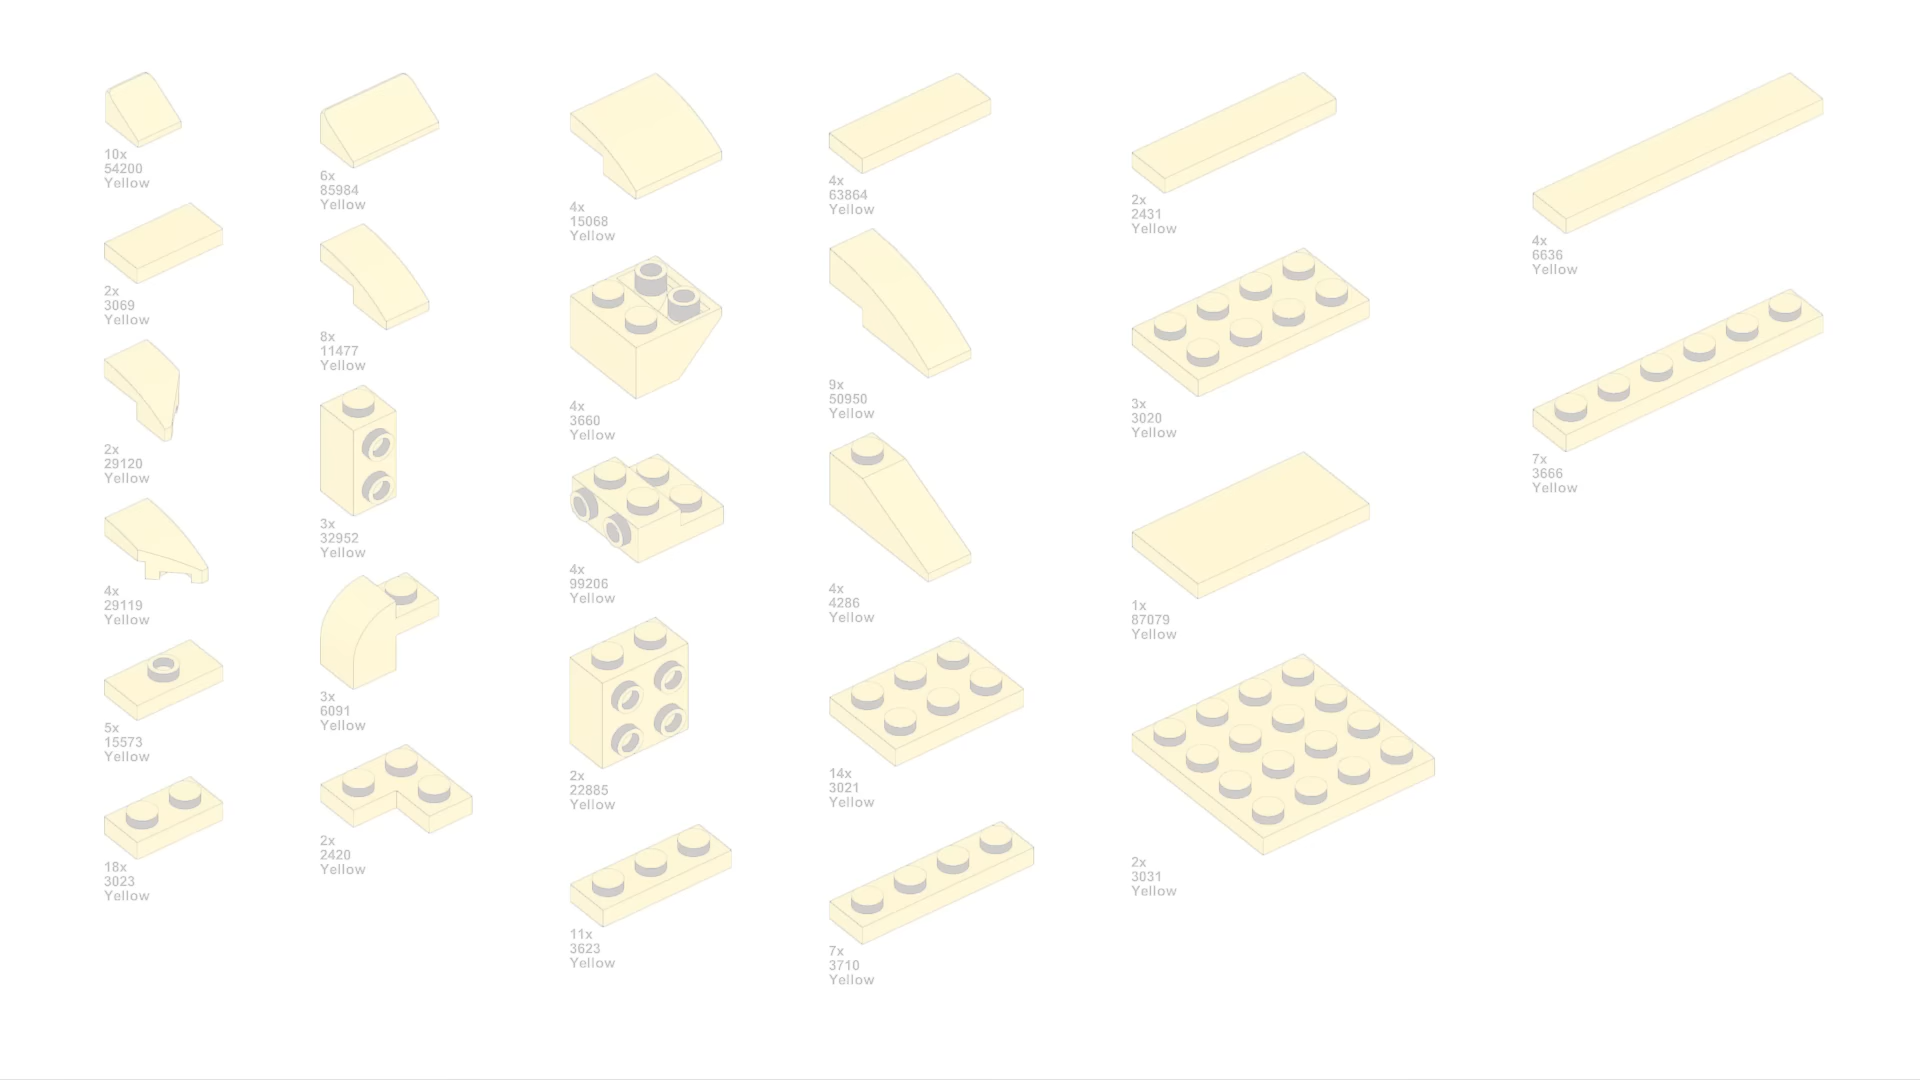 10x
54200
Yellow
2x
3069
Yellow
2x
29120
Yellow
4x
29119
Yellow
5x
15573
Yellow
18x
3023
Yellow
6x
85984
Yellow
8x
11477
Yellow
3x
32952
Yellow
3x
6091
Yellow
2x
2420
Yellow
4x
15068
Yellow
4x
3660
Yellow
4x
99206
Yellow
2x
22885
Yellow
11x
3623
Yellow
4x
63864
Yellow
9x
50950
Yellow
4x
4286
Yellow
14x
3021
Yellow
7x
3710
Yellow
2x
2431
Yellow
3x
3020
Yellow
1x
87079
Yellow
2x
3031
Yellow
4x
6636
Yellow
7x
3666
Yellow